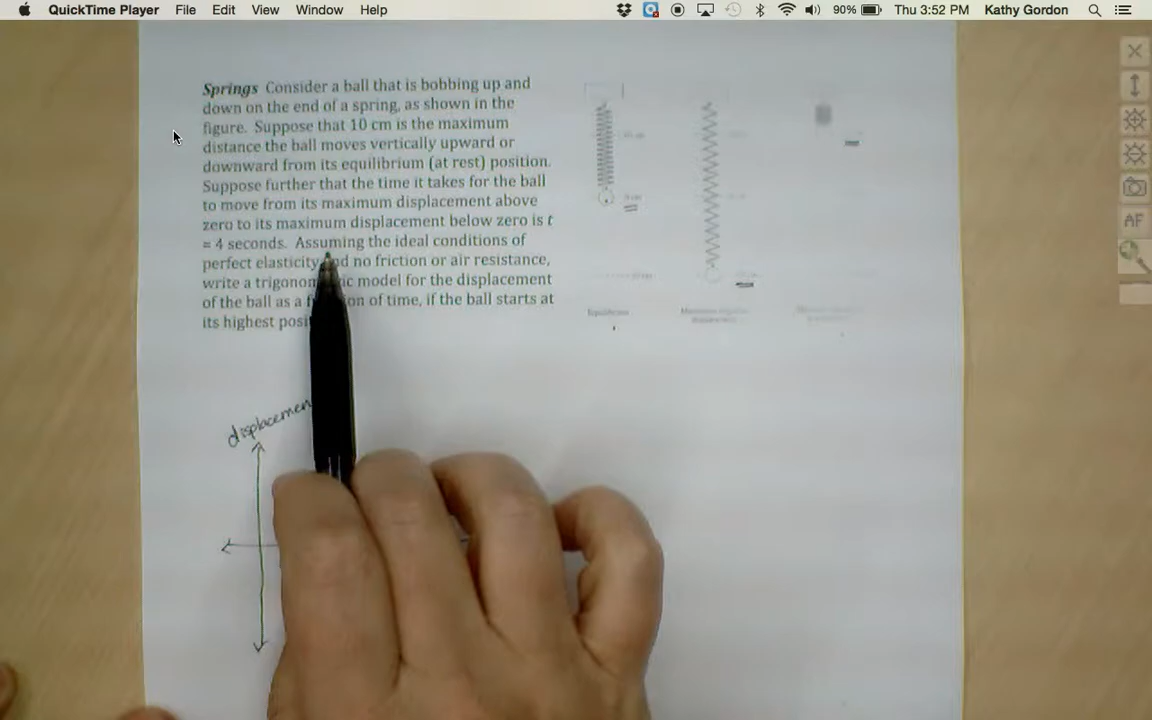 QuickTime Player File Edit View Window Help 90% Thu 3:52 PM Kathy Gordon
Springs Consider a ball that is bobbing up and
down on the end of a spring, as shown in the
figure. Suppose that 10 cm is the maximum
distance the ball moves vertically upward or
downward from its equilibrium (at rest) position.
Suppose further that the time it takes for the ball
to move from its maximum displacement above
zero to its maximum displacement below zero is t
= 4 seconds. Assuming the ideal conditions of
perfect elasticity and no friction or air resistance,
write a model for the displacement
of the ball as a of time, if the ball starts at
its highest
Equilibrium
displacemen
AF